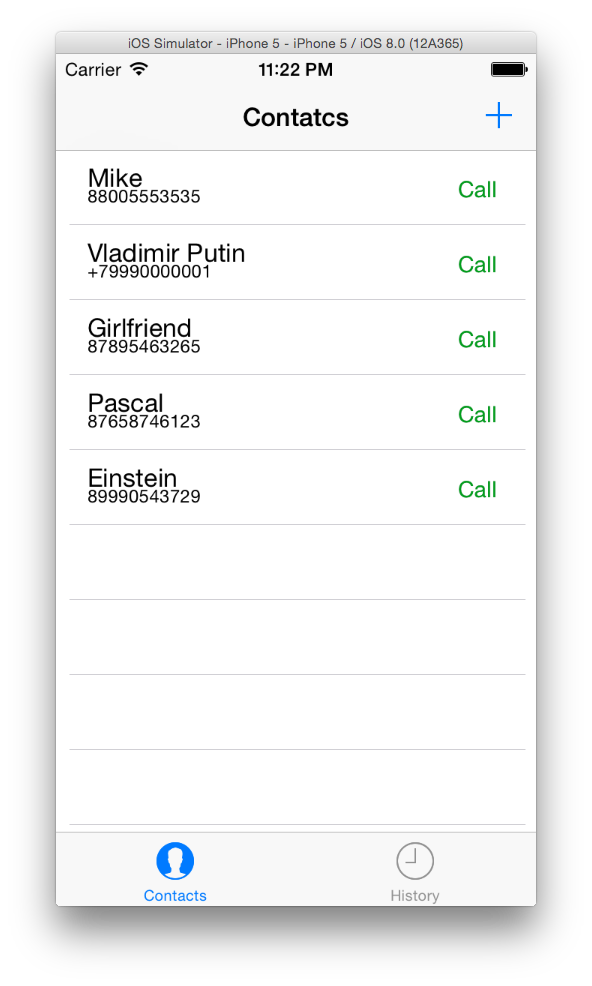 iOS Simulator - iPhone 5 - iPhone 5 / iOS 8.0 (12A365)
Carrier 11:22 PM
Contatcs +
Mike
88005553535 Call
Vladimir Putin
+79990000001 Call
Girlfriend
87895463265 Call
Pascal
87658746123 Call
Einstein
89990543729 Call
Contacts History